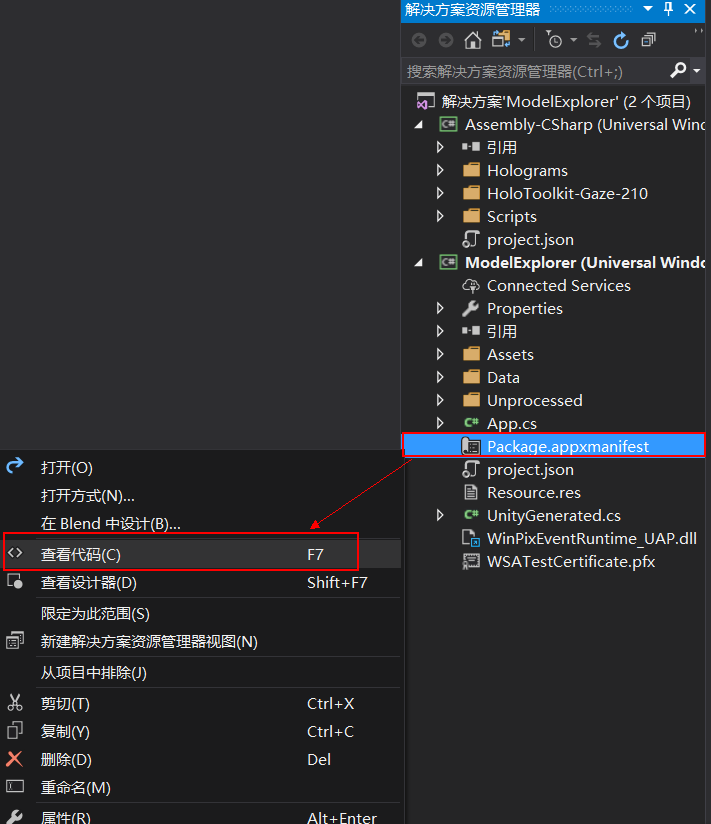 解决方案资源管理器
搜索解决方案资源管理器(Ctrl+;)
解决方案'ModelExplorer' (2 个项目)
C# Assembly-CSharp (Universal Wind
引用
Holograms
HoloToolkit-Gaze-210
Scripts
project.json
C# ModelExplorer (Universal Windo
Connected Services
Properties
引用
Assets
Data
Unprocessed
C# App.cs
Package.appxmanifest
project.json
Resource.res
C# UnityGenerated.cs
WinPixEventRuntime_UAP.dll
WSATestCertificate.pfx
打开(O)
打开方式(N)...
在 Blend 中设计(B)...
查看代码(C) F7
查看设计器(D) Shift+F7
限定为此范围(S)
新建解决方案资源管理器视图(N)
从项目中排除(J)
剪切(T) Ctrl+X
复制(Y) Ctrl+C
删除(D) Del
重命名(M)
属性(R) Alt+Enter